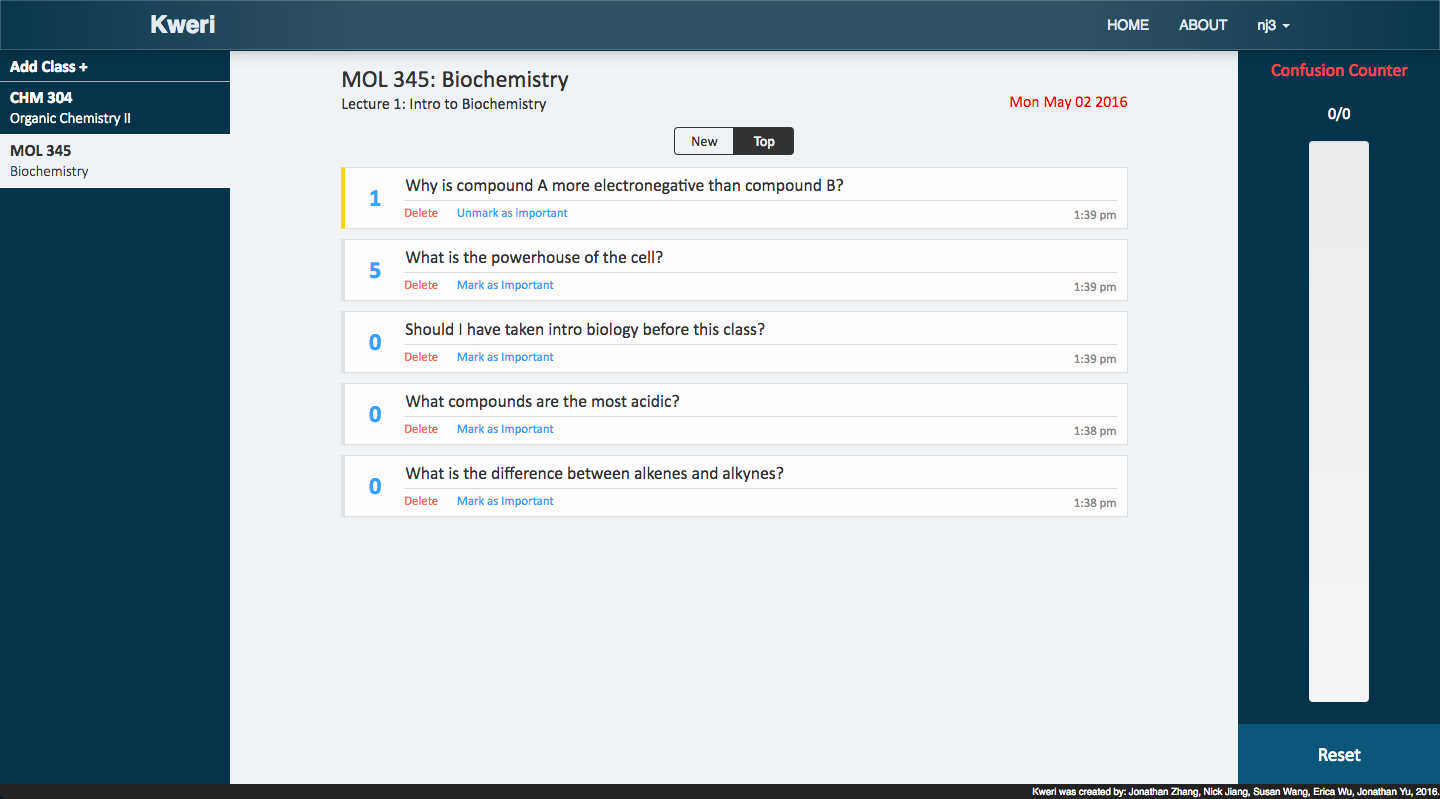 Kweri
HOME ABOUT nj3
Add Class +
CHM 304
Organic Chemistry II
MOL 345
Biochemistry
MOL 345: Biochemistry
Lecture 1: Intro to Biochemistry
Mon May 02 2016
New Top
1
Why is compound A more electronegative than compound B?
Delete Unmark as important 1:39 pm
5
What is the powerhouse of the cell?
Delete Mark as Important 1:39 pm
0
Should I have taken intro biology before this class?
Delete Mark as Important 1:39 pm
0
What compounds are the most acidic?
Delete Mark as Important 1:38 pm
0
What is the difference between alkenes and alkynes?
Delete Mark as Important 1:38 pm
Confusion Counter
0/0
Reset
Kweri was created by: Jonathan Zhang, Nick Jiang, Susan Wang, Erica Wu, Jonathan Yu, 2016.